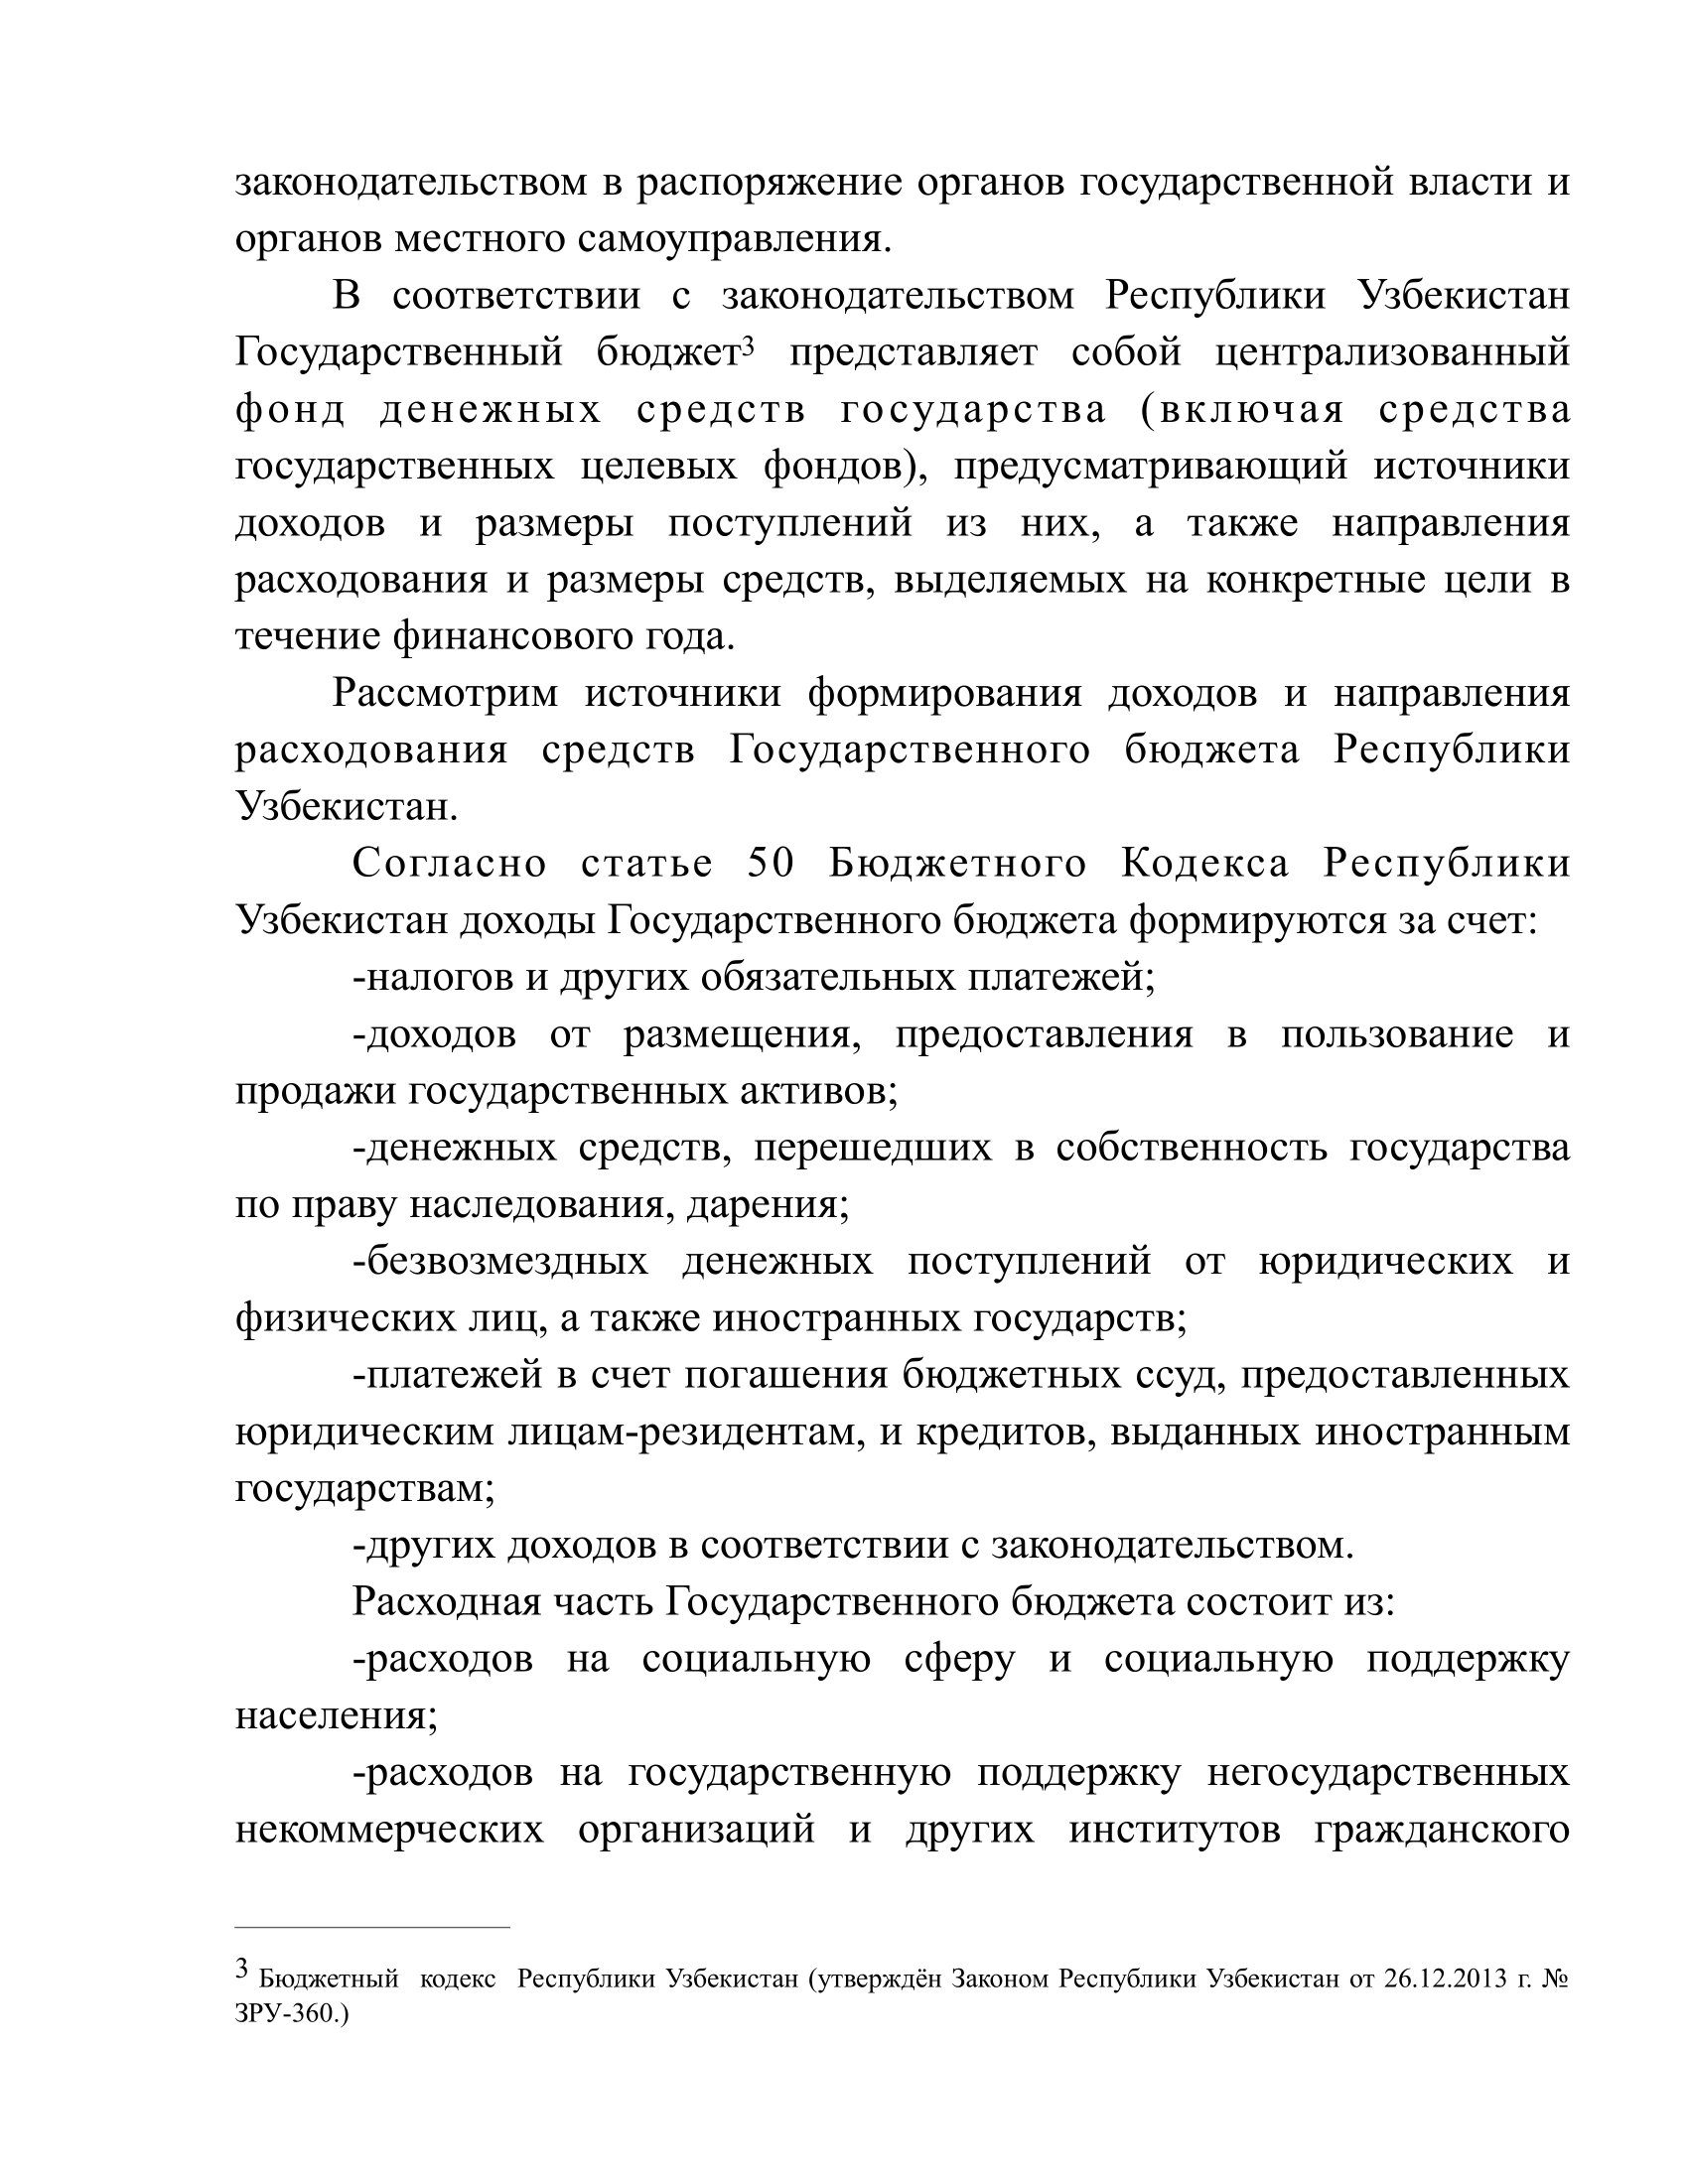 законодательством в распоряжение органов государственной власти и
органов местного самоуправления.
В соответствии с законодательством Республики Узбекистан
Государственный бюджет3 представляет собой централизованный
фонд денежных средств государства (включая средства
государственных целевых фондов), предусматривающий источники
доходов и размеры поступлений из них, а также направления
расходования и размеры средств, выделяемых на конкретные цели в
течение финансового года.
Рассмотрим источники формирования доходов и направления
расходования средств Государственного бюджета Республики
Узбекистан.
Согласно статье 50 Бюджетного Кодекса Республики
Узбекистан доходы Государственного бюджета формируются за счет:
-налогов и других обязательных платежей;
-доходов от размещения, предоставления в пользование и
продажи государственных активов;
-денежных средств, перешедших в собственность государства
по праву наследования, дарения;
-безвозмездных денежных поступлений от юридических и
физических лиц, а также иностранных государств;
-платежей в счет погашения бюджетных ссуд, предоставленных
юридическим лицам-резидентам, и кредитов, выданных иностранным
государствам;
-других доходов в соответствии с законодательством.
Расходная часть Государственного бюджета состоит из:
-расходов на социальную сферу и социальную поддержку
населения;
-расходов на государственную поддержку негосударственных
некоммерческих организаций и других институтов гражданского
3 Бюджетный кодекс Республики Узбекистан (утверждён Законом Республики Узбекистан от 26.12.2013 г. №
ЗРУ-360.)